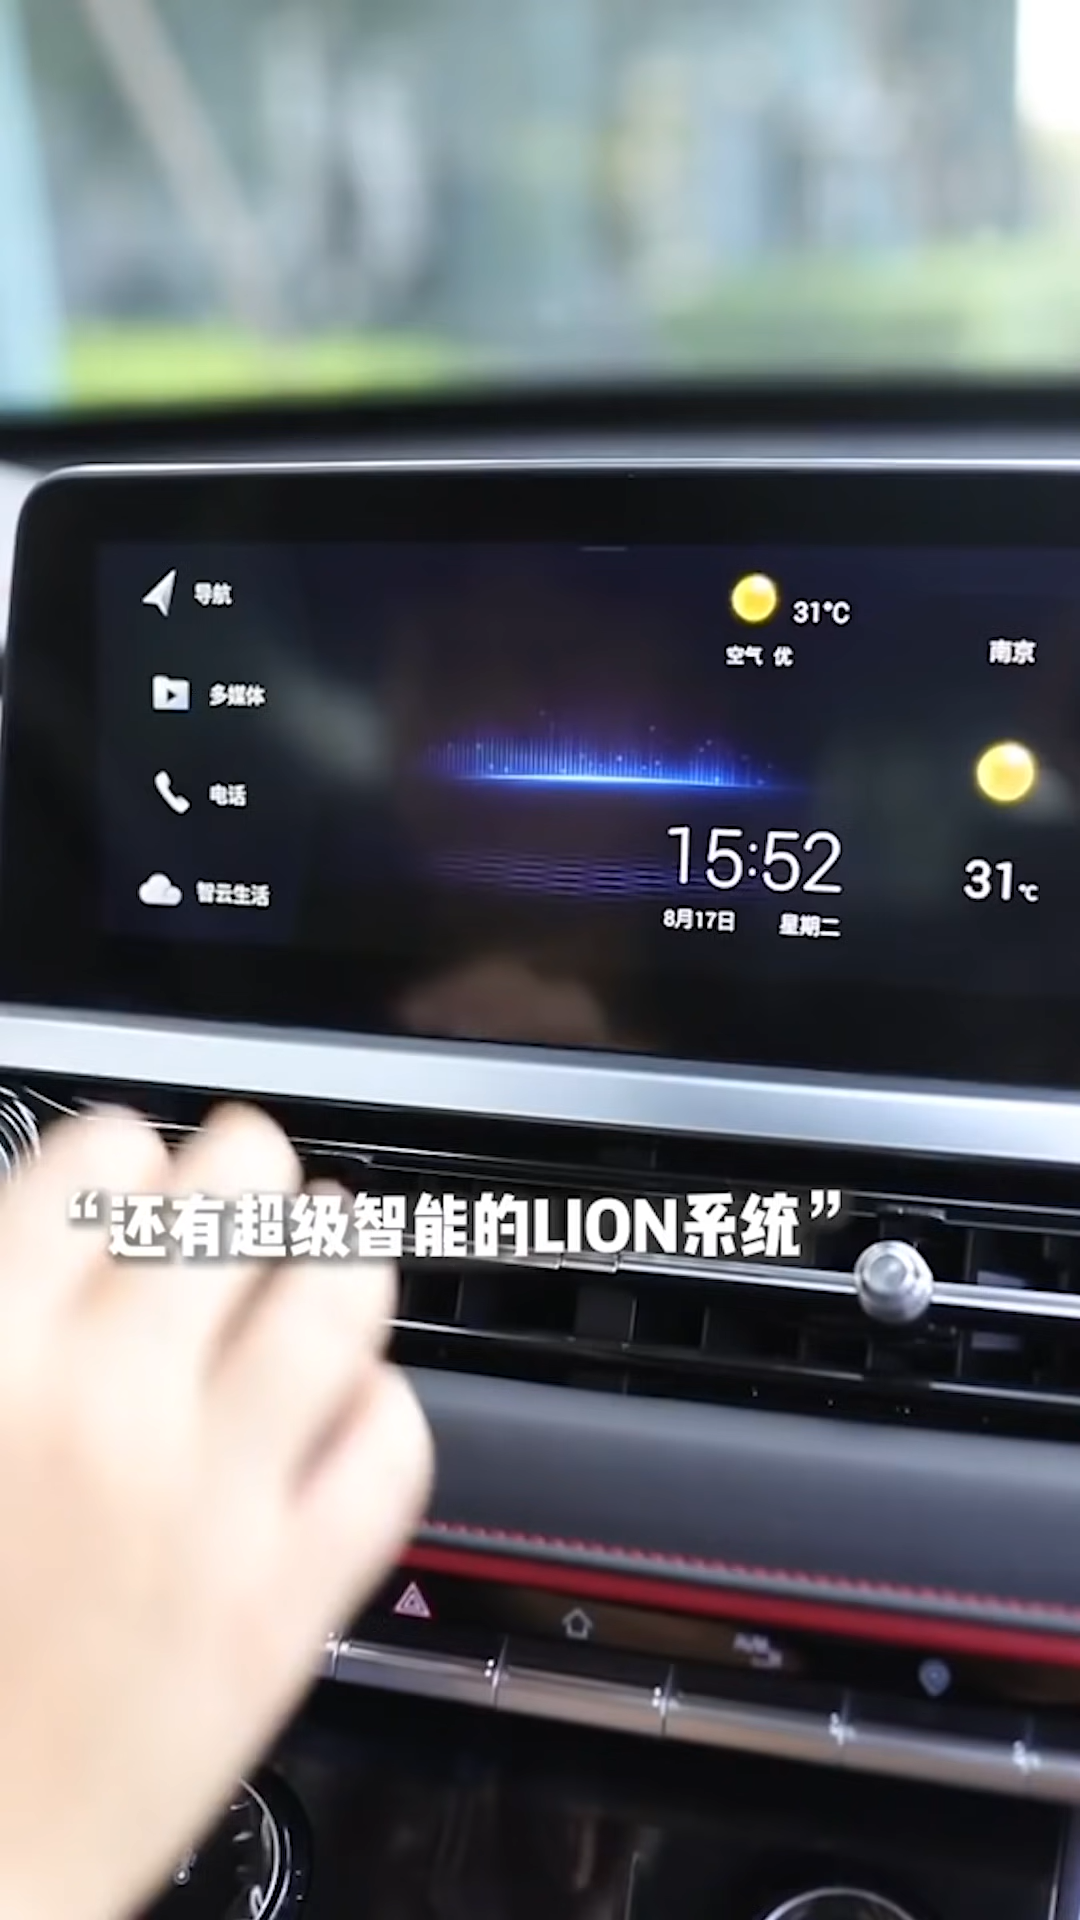 导航
31°C
空气 优
南京
多媒体
电话
15:52
31℃
智云生活
8月17日 星期二
“还有超级智能的LION系统”